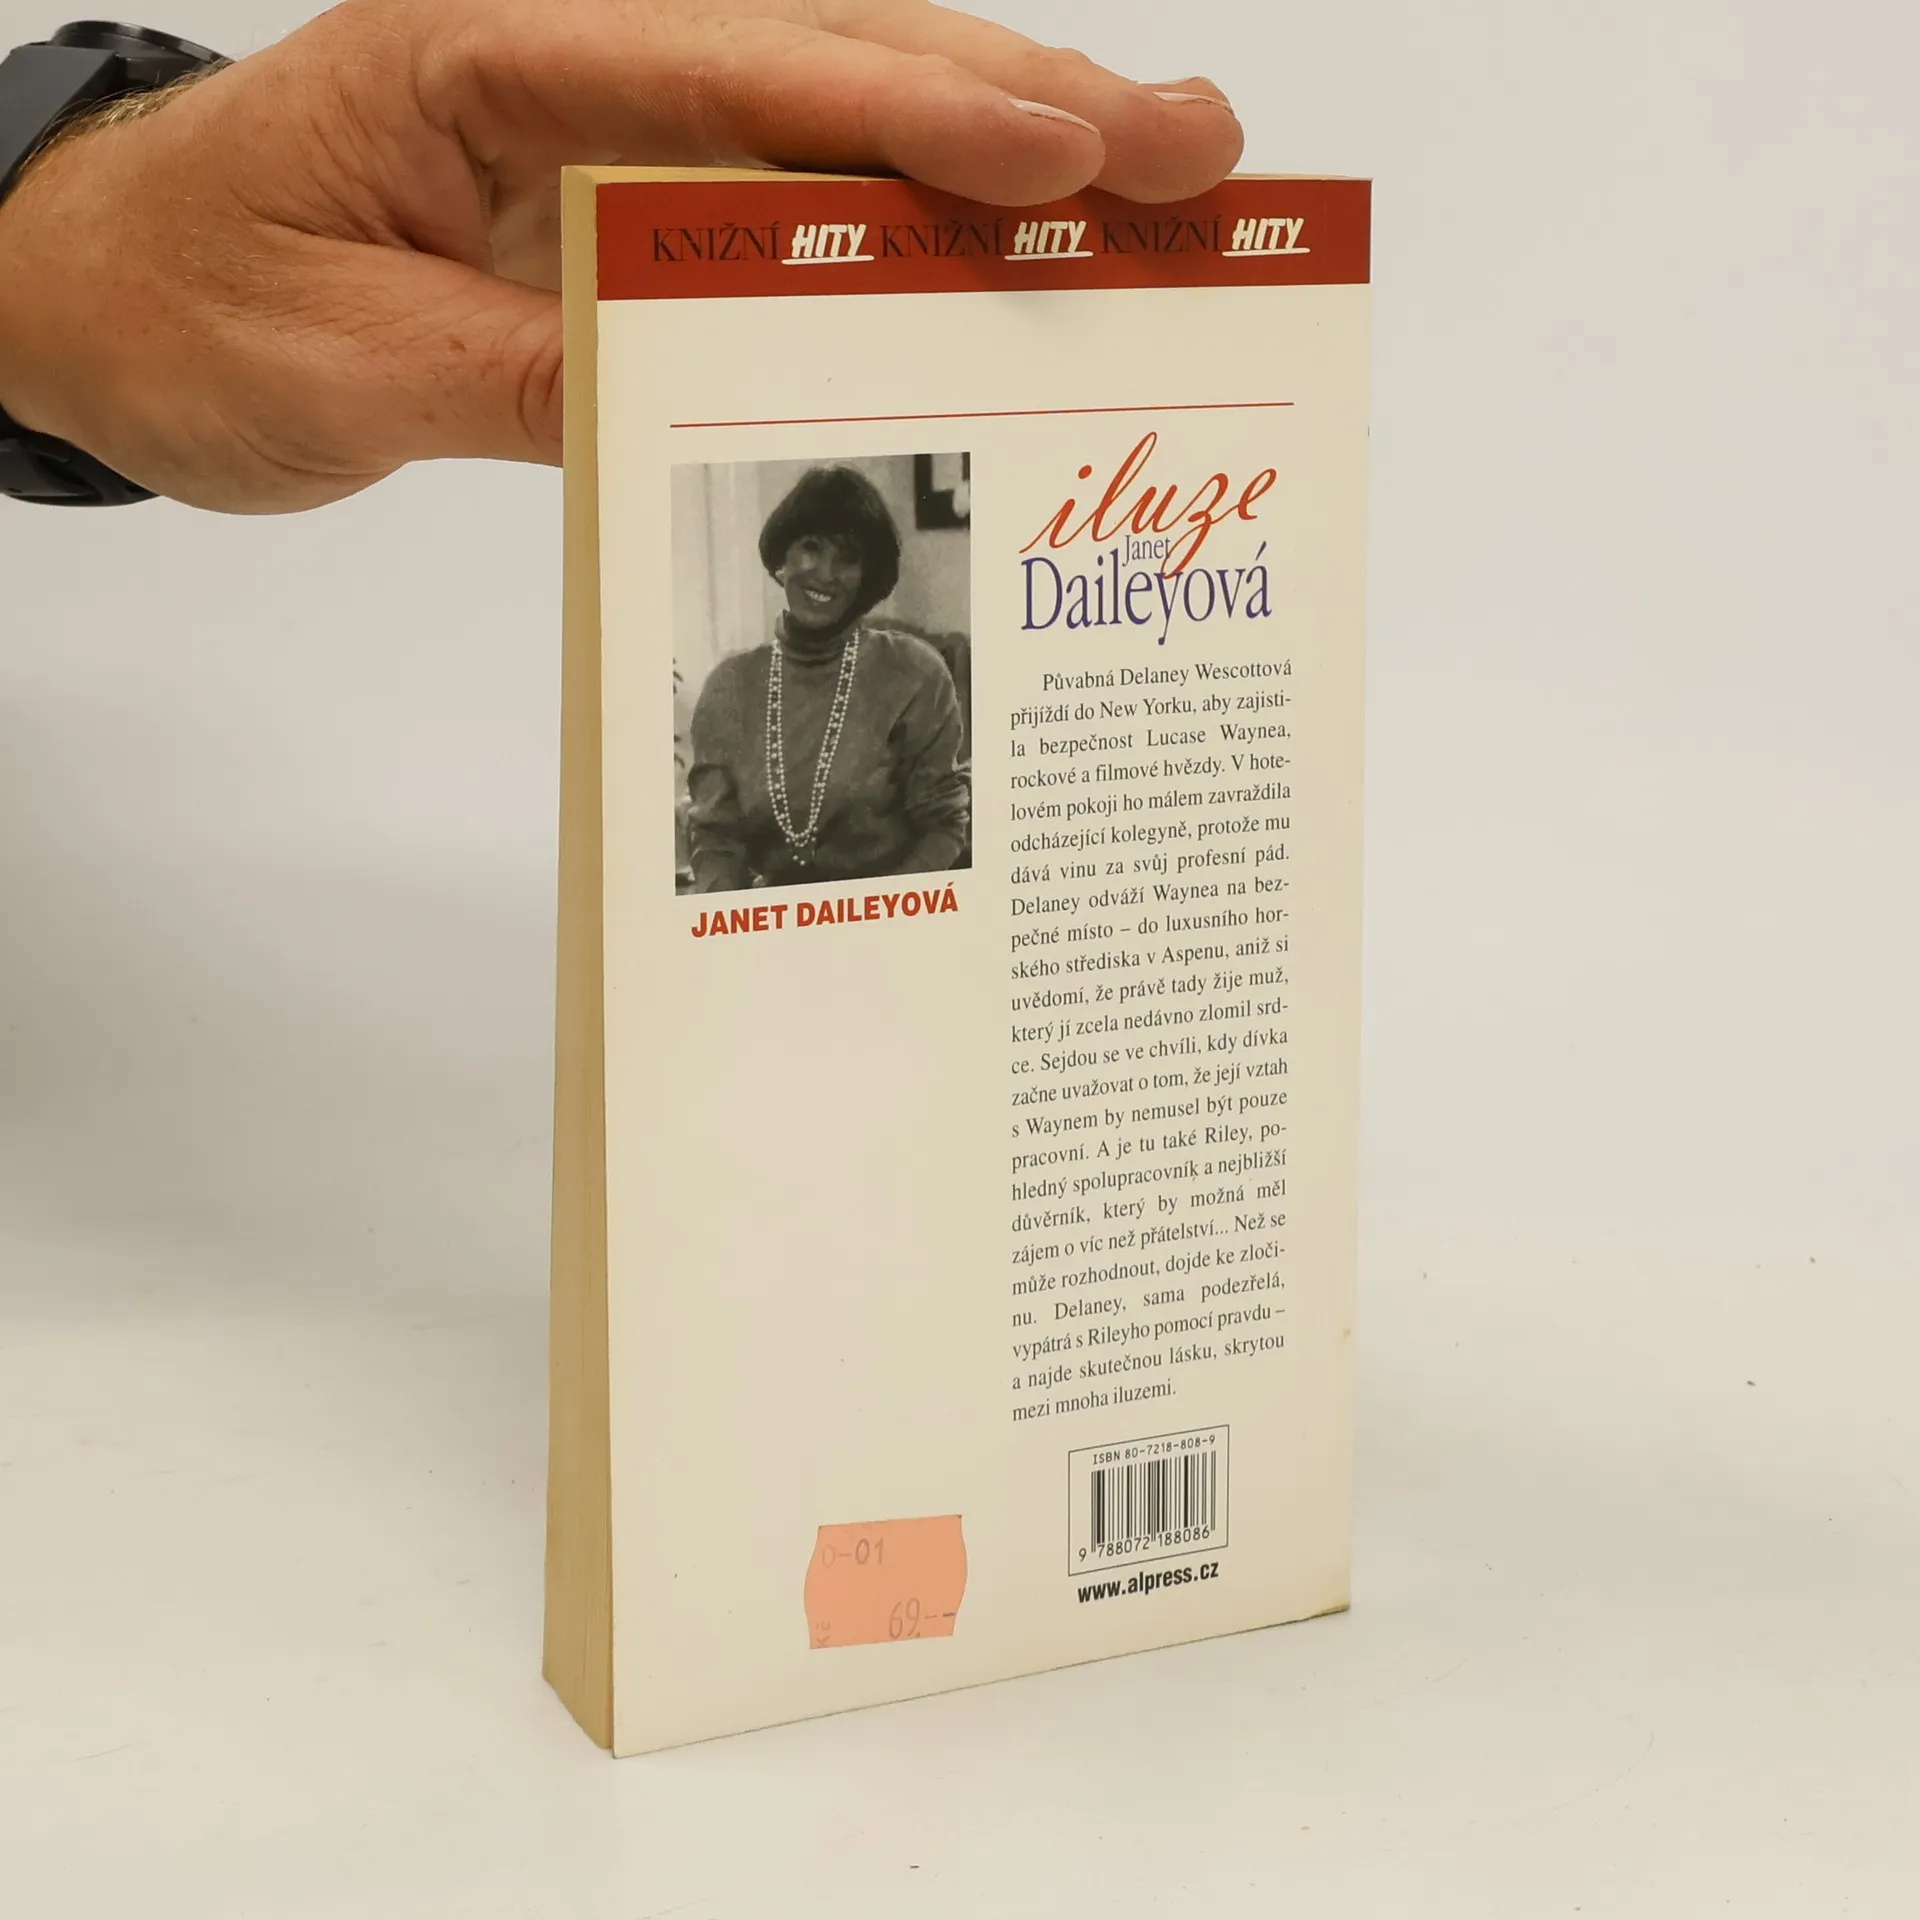 KNIŽNÍ HITY KNIŽNÍ HITY KNIŽNÍ HITY
iluze
Janet
Daileyová
JANET DAILEYOVÁ
Půvabná Delaney Wescottová
přijíždí do New Yorku, aby zajisti-
la bezpečnost Lucase Waynea,
rockové a filmové hvězdy. V hote-
lovém pokoji ho málem zavraždila
odcházející kolegyně, protože mu
dává vinu za svůj profesní pád.
Delaney odváží Waynea na bez-
pečné místo – do luxusního hor-
ského střediska v Aspenu, aniž si
uvědomí, že právě tady žije muž,
který jí zcela nedávno zlomil srd-
ce. Sejdou se ve chvíli, kdy dívka
začne uvažovat o tom, že její vztah
s Waynem by nemusel být pouze
pracovní. A je tu také Riley, po-
hledný spolupracovník a nejbližší
důvěrník, který by možná měl
zájem o víc než přátelství... Než se
může rozhodnout, dojde ke zloči-
nu. Delaney, sama podezřelá,
vypátrá s Rileyho pomocí pravdu –
a najde skutečnou lásku, skrytou
mezi mnoha iluzemi.
ISBN 80-7218-808-9
9 788072 188086
www.alpress.cz
0-01
Kč 69.--